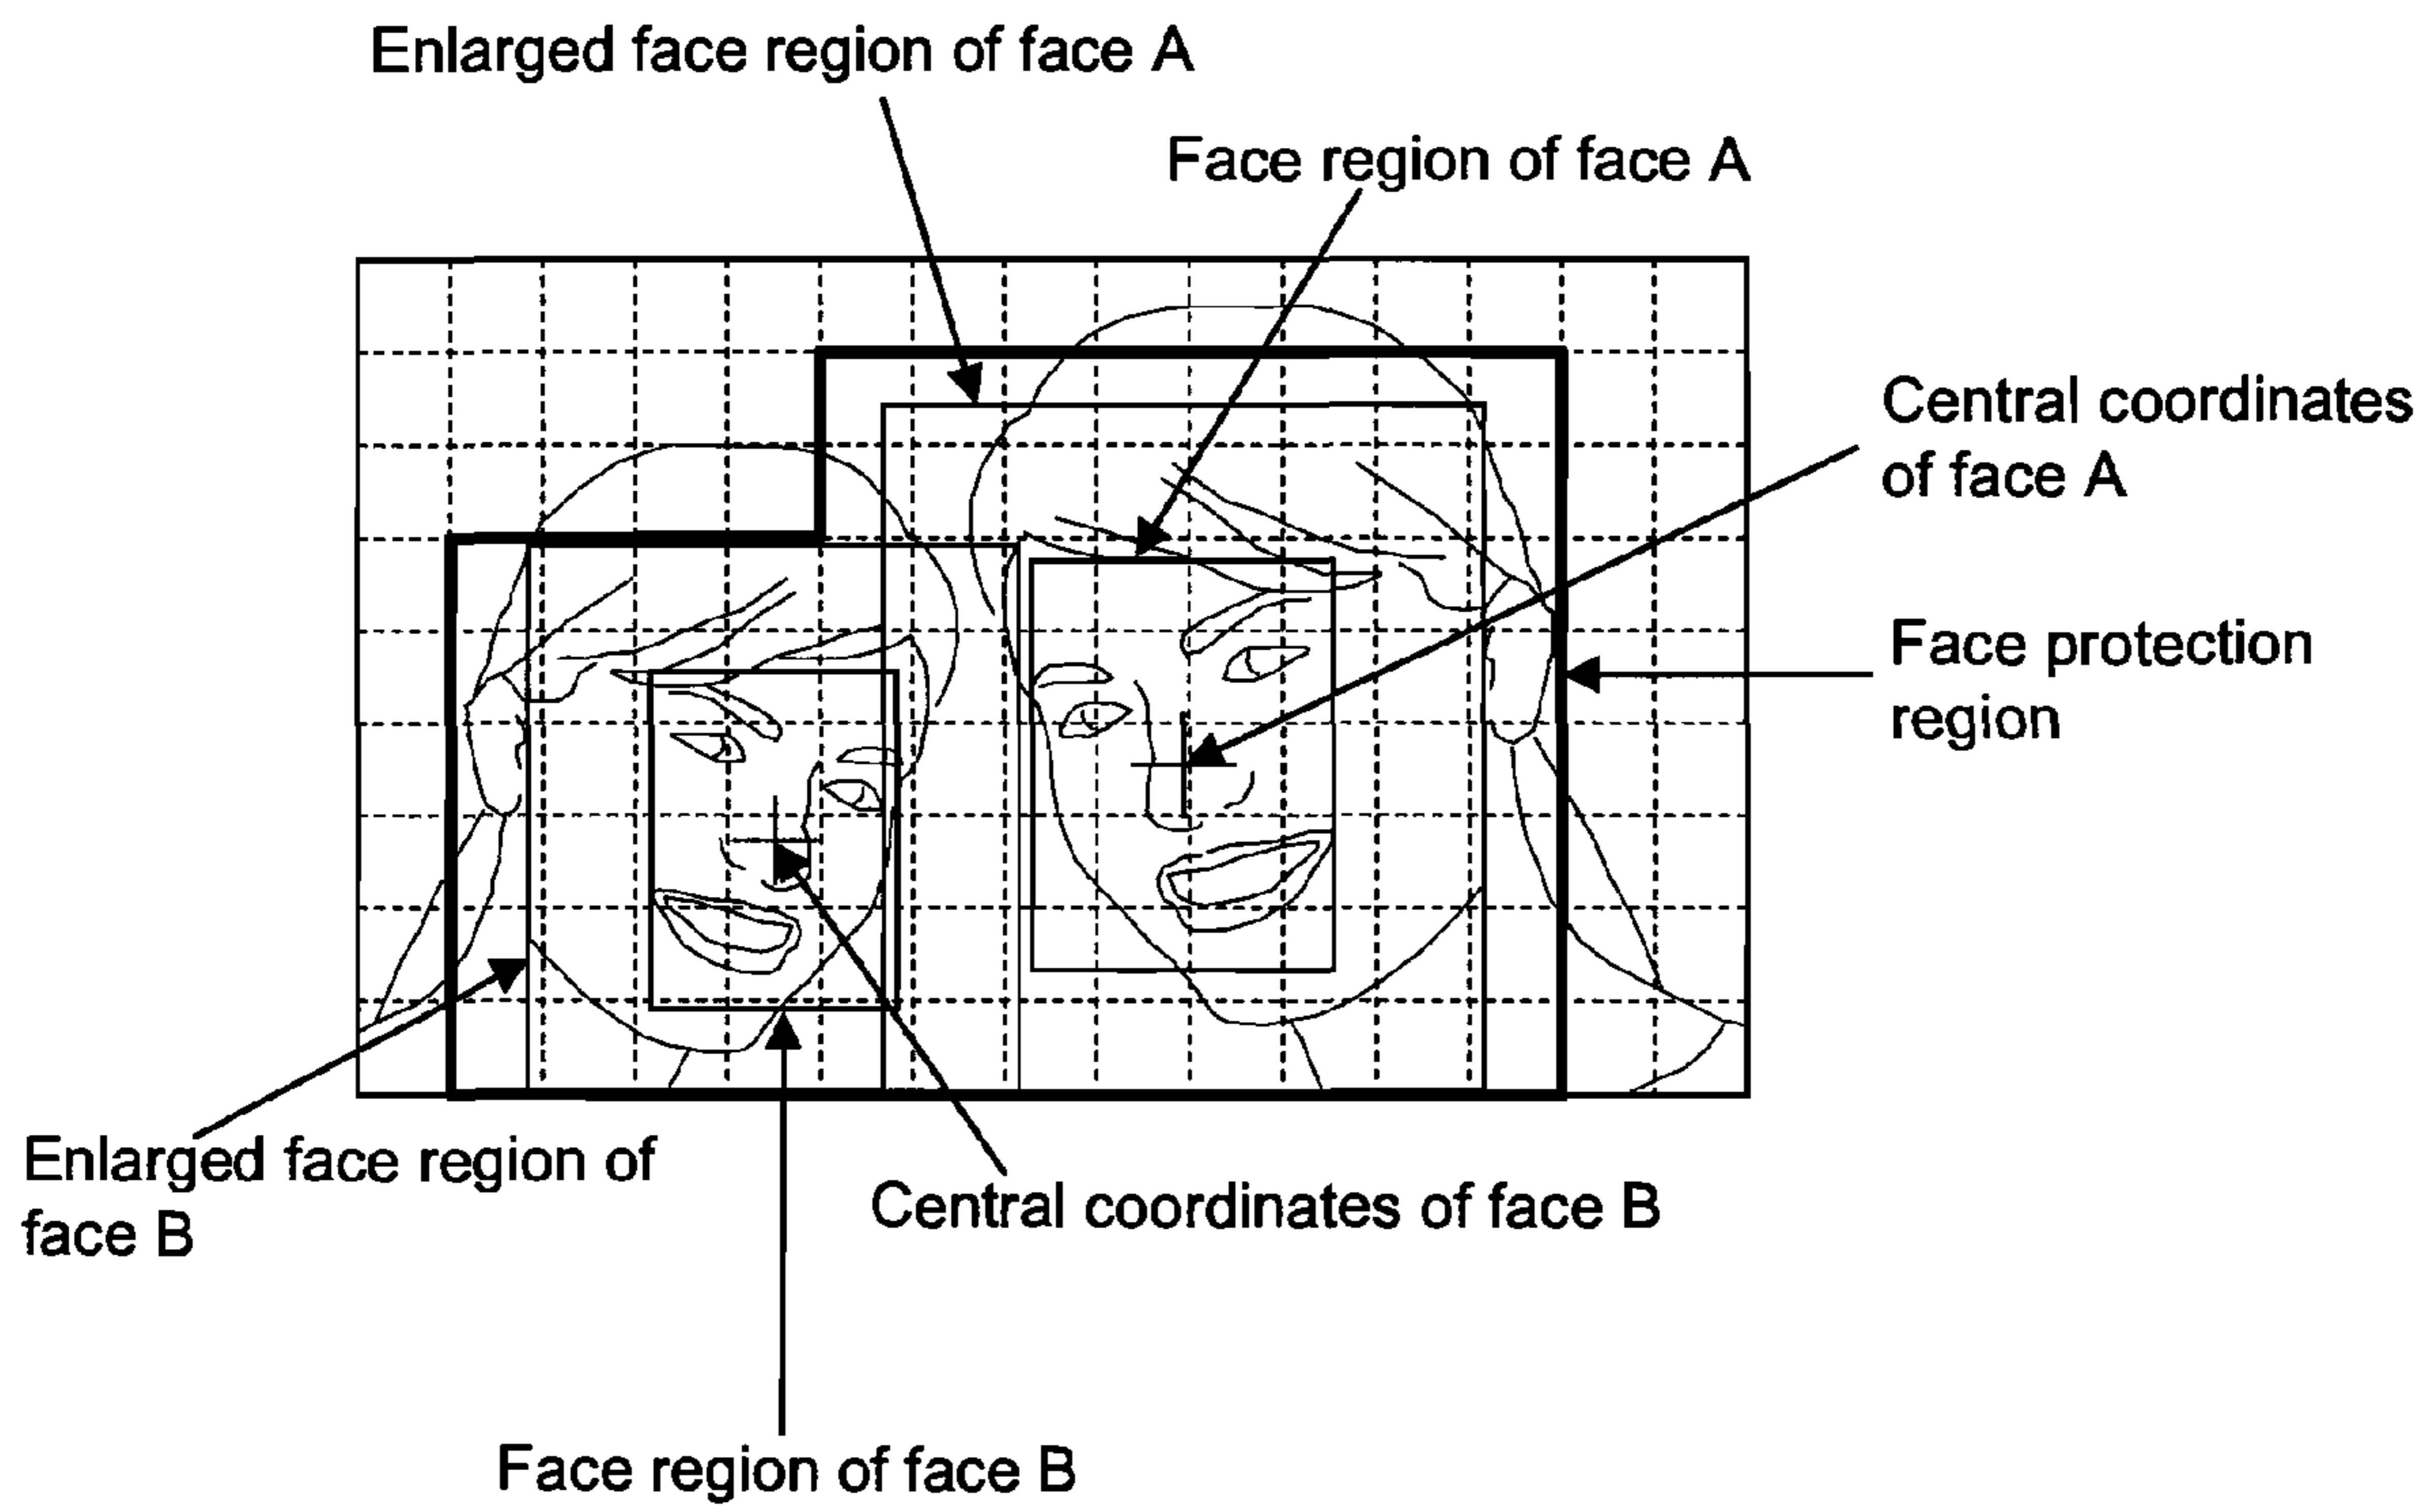 Enlarged face region of face A
Face region of face A
Central coordinates
of face A
Face protection
region
Enlarged face region of
face B
Central coordinates of face B
Face region of face B